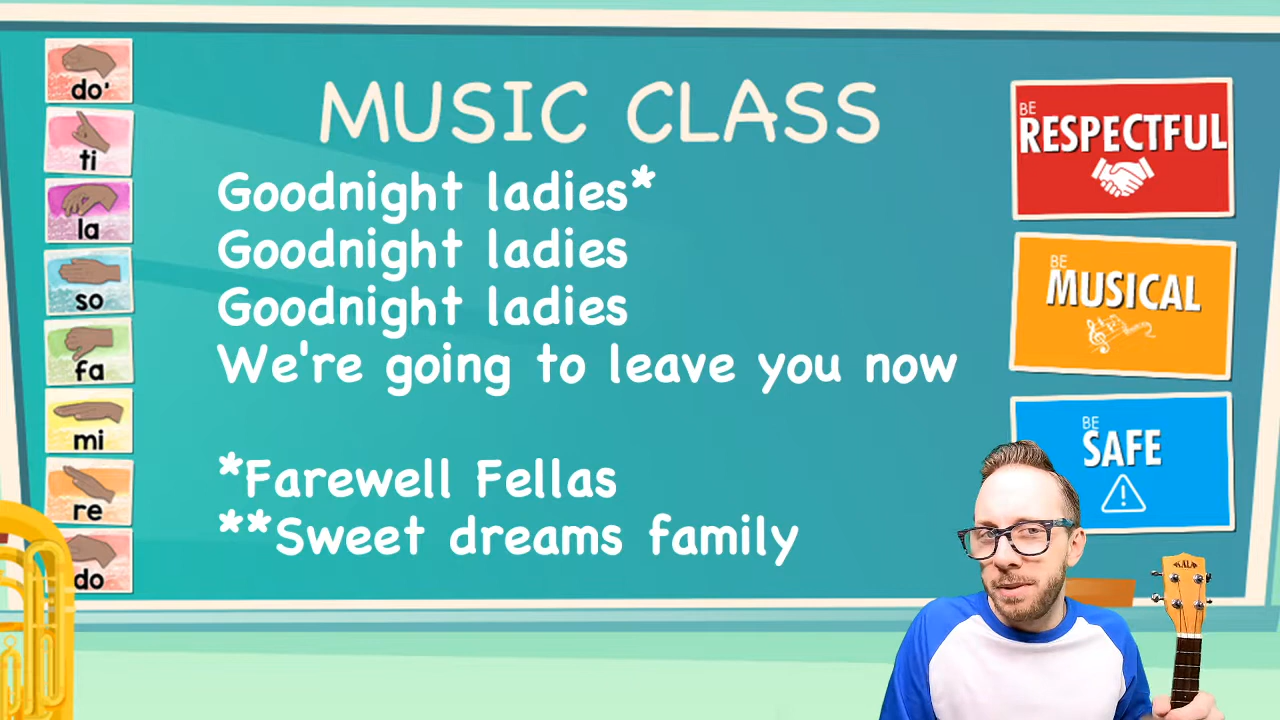 MUSIC CLASS
Goodnight ladies*
Goodnight ladies
Goodnight ladies
We're going to leave you now
*Farewell Fellas
**Sweet dreams family
do'
ti
la
so
fa
mi
re
do
BE
RESPECTFUL
BE
MUSICAL
BE
SAFE
KALA